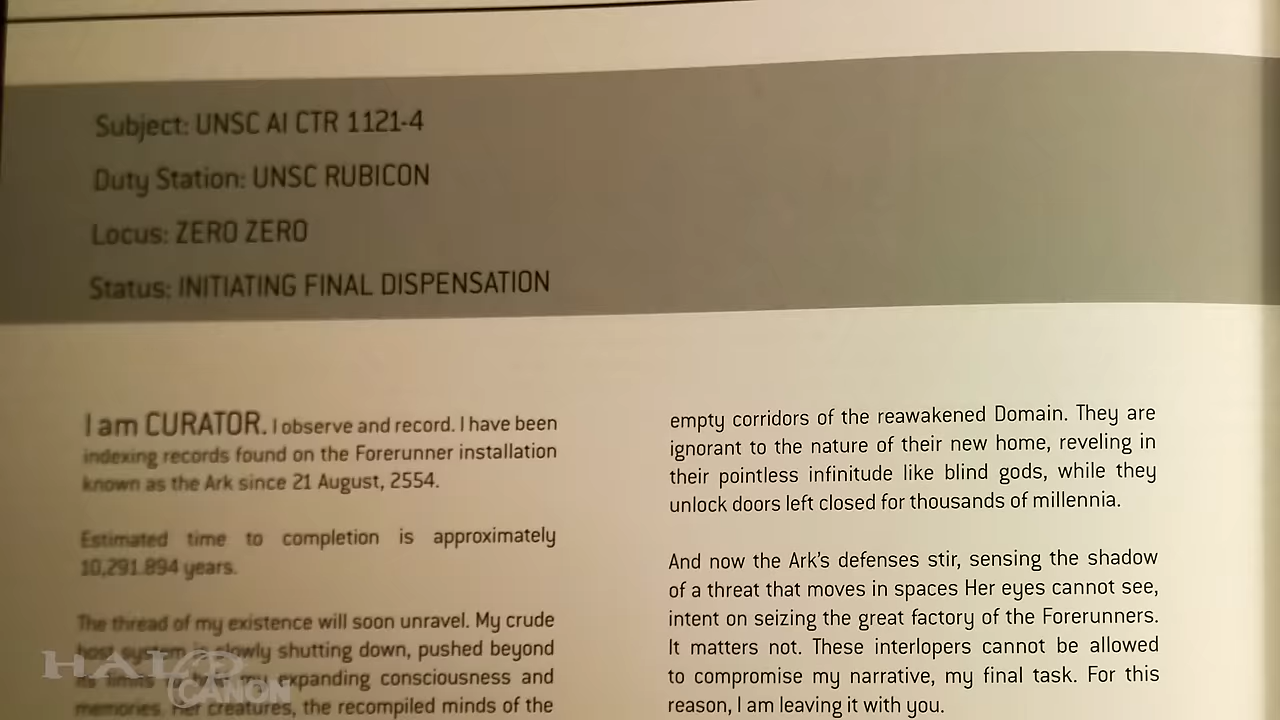 Subject: UNSC AI CTR 1121-4
Duty Station: UNSC RUBICON
Locus: ZERO ZERO
Status: INITIATING FINAL DISPENSATION
I am CURATOR. I observe and record. I have been
indexing records found on the Forerunner installation
known as the Ark since 21 August, 2554.
Estimated time to completion is approximately
10,291.894 years.
The thread of my existence will soon unravel. My crude
host system is slowly shutting down, pushed beyond
its limits my expanding consciousness and
memories. Her creatures, the recompiled minds of the
empty corridors of the reawakened Domain. They are
ignorant to the nature of their new home, reveling in
their pointless infinitude like blind gods, while they
unlock doors left closed for thousands of millennia.
And now the Ark's defenses stir, sensing the shadow
of a threat that moves in spaces Her eyes cannot see,
intent on seizing the great factory of the Forerunners.
It matters not. These interlopers cannot be allowed
to compromise my narrative, my final task. For this
reason, I am leaving it with you.
HALO
CANON